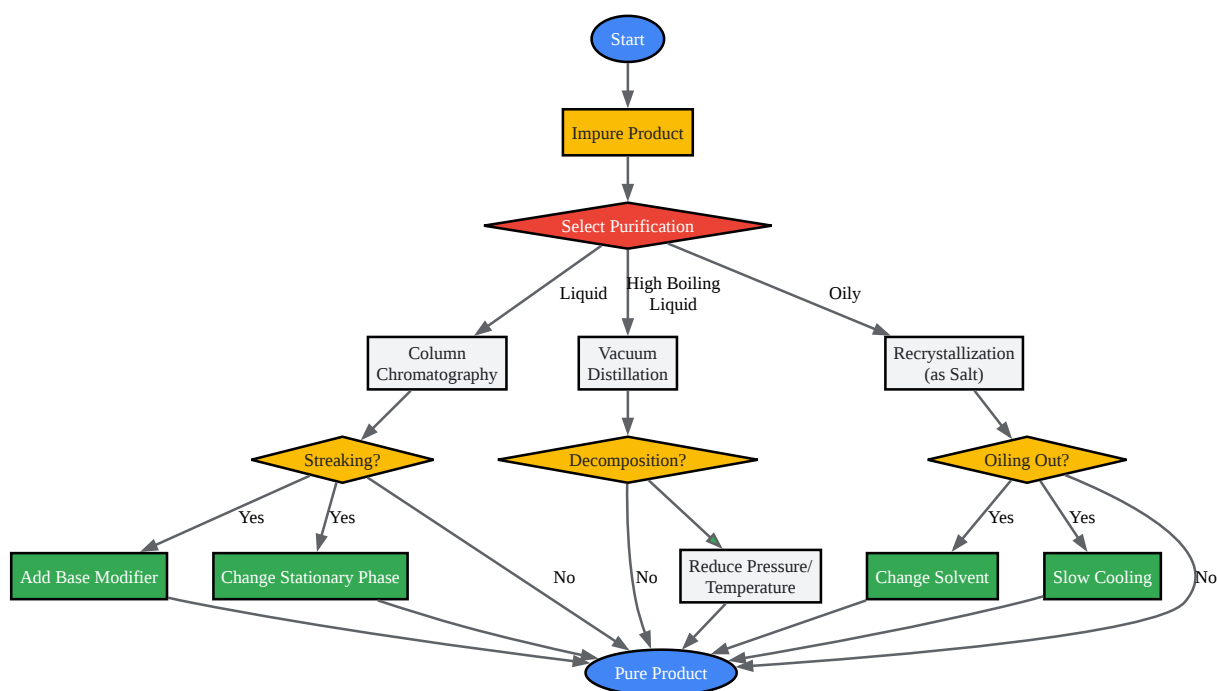 Start
Impure Product
Select Purification
Liquid
High Boiling
Liquid
Oily
Column
Chromatography
Vacuum
Distillation
Recrystallization
(as Salt)
Streaking?
Decomposition?
Oiling Out?
Yes
Yes
Yes
Yes
Add Base Modifier
Change Stationary Phase
No
No
Reduce Pressure/
Temperature
Change Solvent
Slow Cooling
No
Pure Product